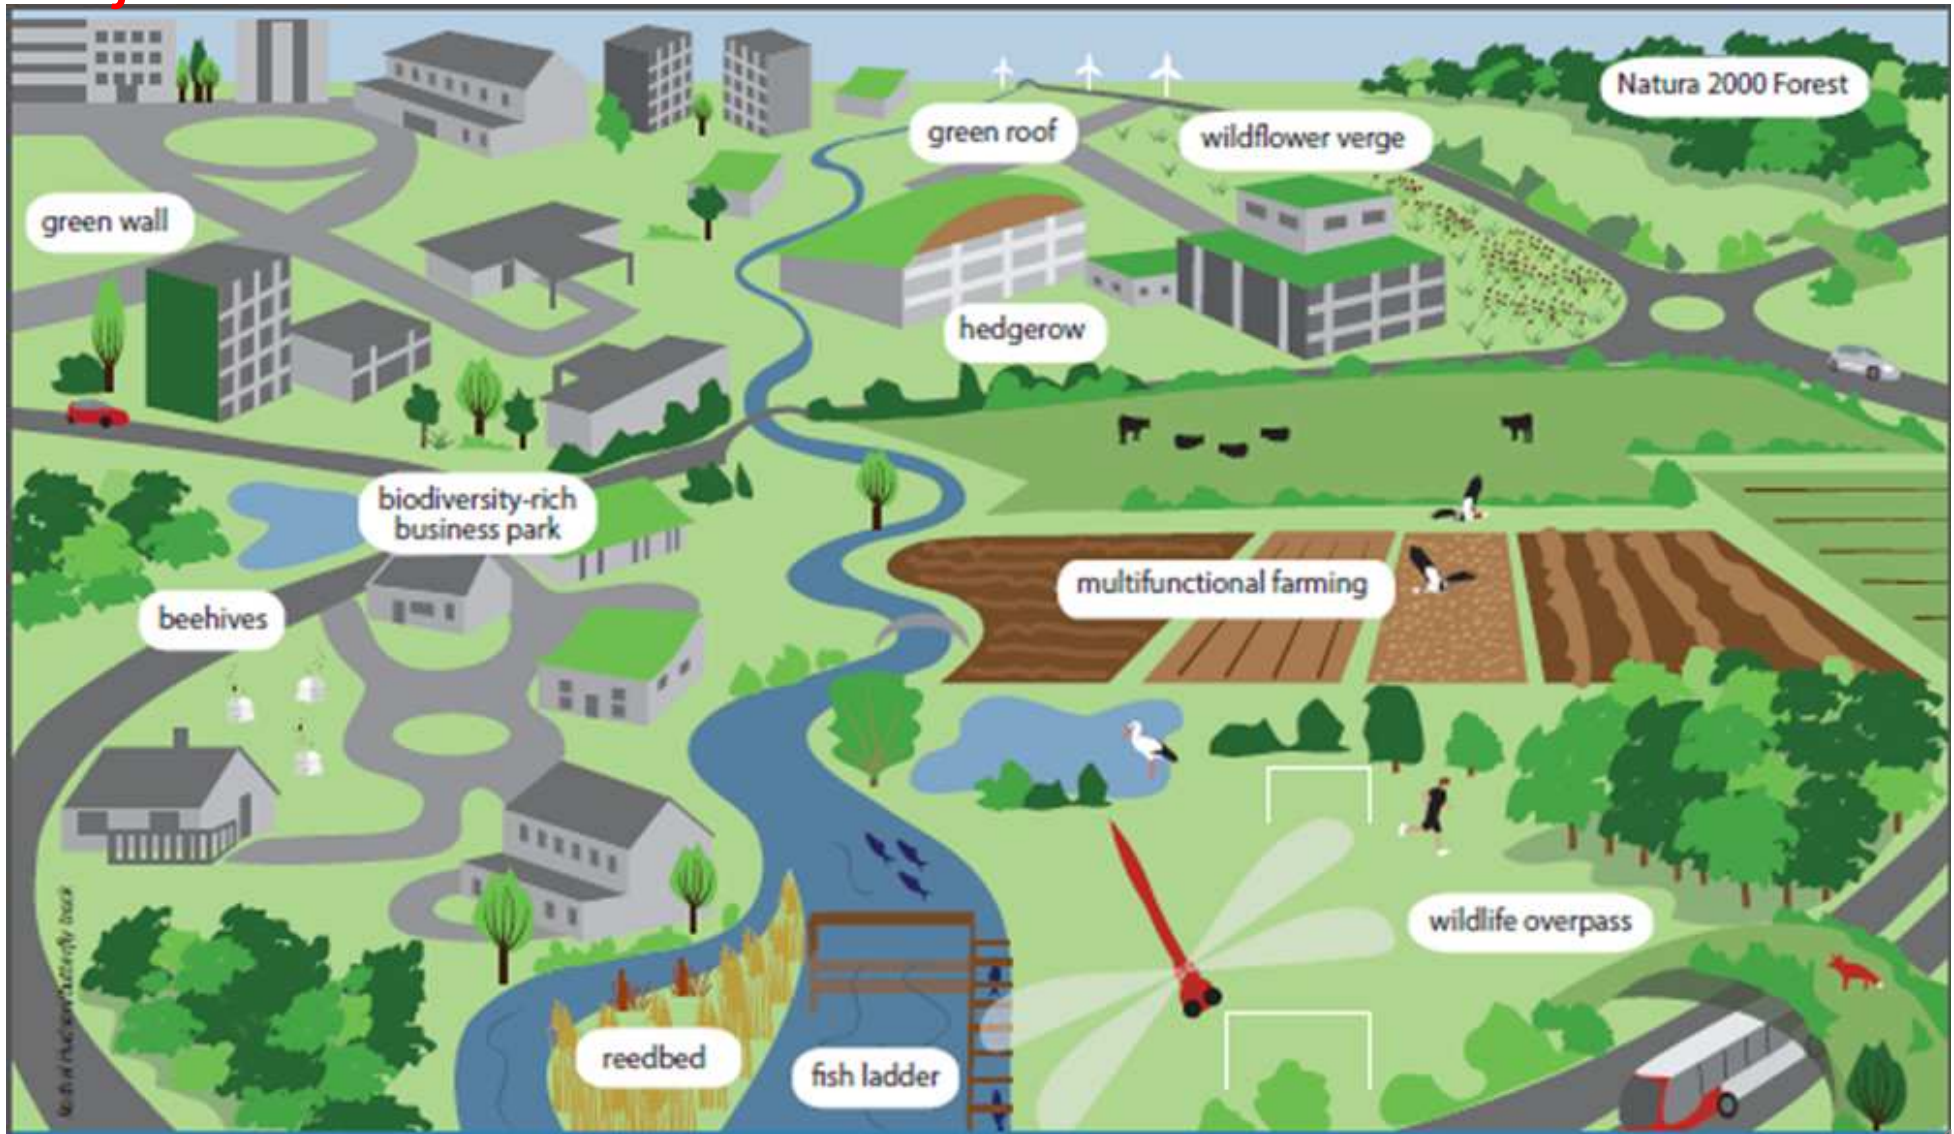 Natura 2000 Forest
green roof
wildflower verge
green wall
hedgerow
biodiversity-rich
business park
multifunctional farming
beehives
wildlife overpass
reedbed
fish ladder